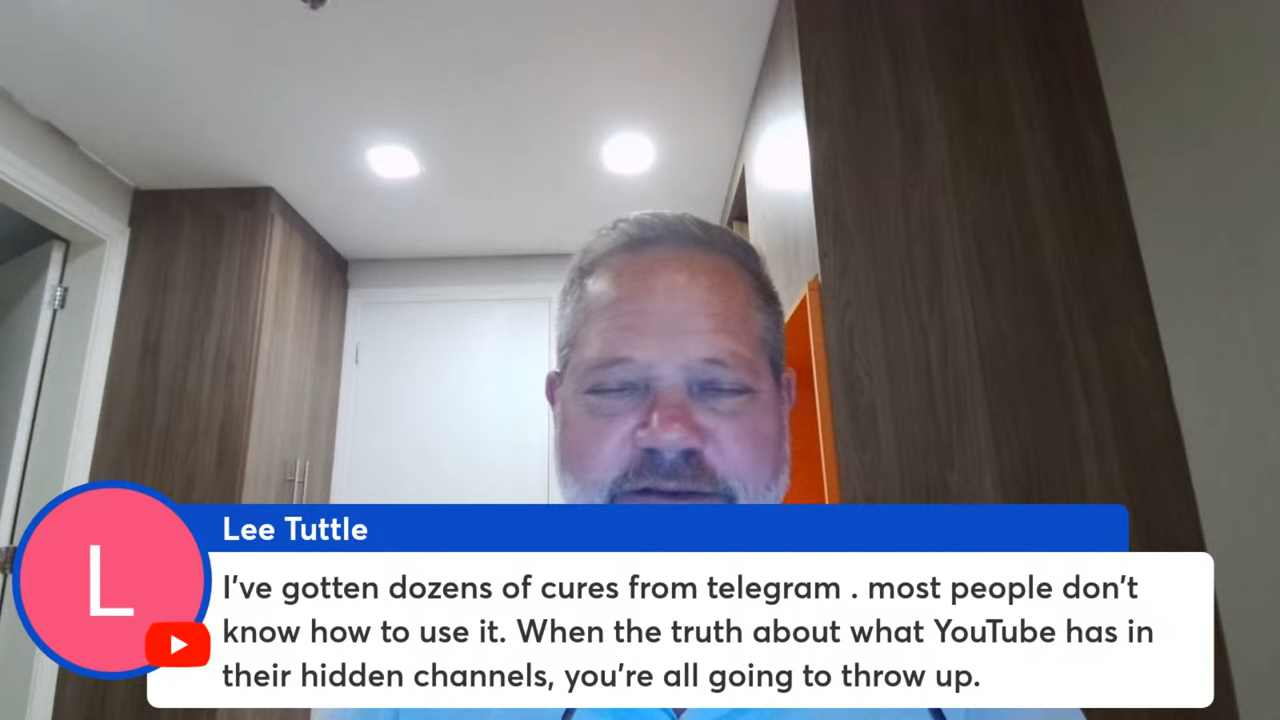 Lee Tuttle
L
I've gotten dozens of cures from telegram . most people don't
know how to use it. When the truth about what YouTube has in
their hidden channels, you're all going to throw up.